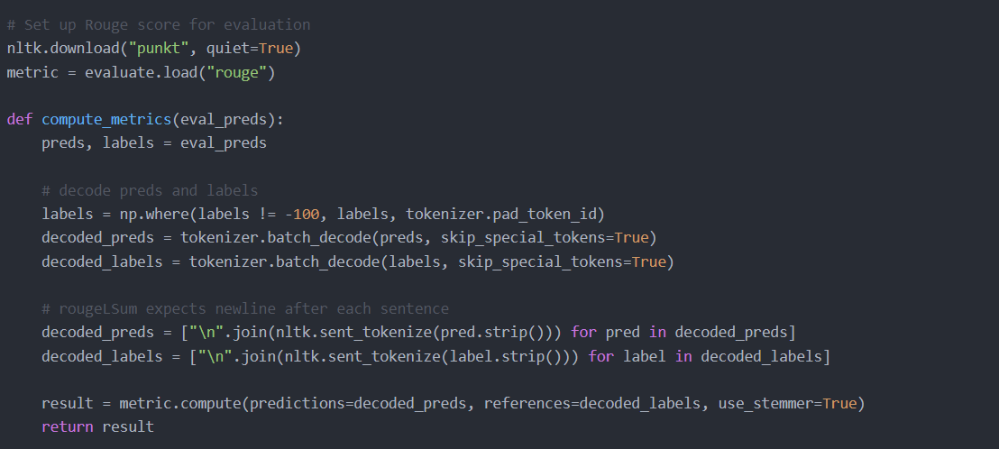 # Set up Rouge score for evaluation
nltk.download("punkt", quiet=True)
metric = evaluate.load("rouge")

def compute_metrics(eval_preds):
    preds, labels = eval_preds

    # decode preds and labels
    labels = np.where(labels != -100, labels, tokenizer.pad_token_id)
    decoded_preds = tokenizer.batch_decode(preds, skip_special_tokens=True)
    decoded_labels = tokenizer.batch_decode(labels, skip_special_tokens=True)

    # rougeLSum expects newline after each sentence
    decoded_preds = ["\n".join(nltk.sent_tokenize(pred.strip())) for pred in decoded_preds]
    decoded_labels = ["\n".join(nltk.sent_tokenize(label.strip())) for label in decoded_labels]

    result = metric.compute(predictions=decoded_preds, references=decoded_labels, use_stemmer=True)
    return result